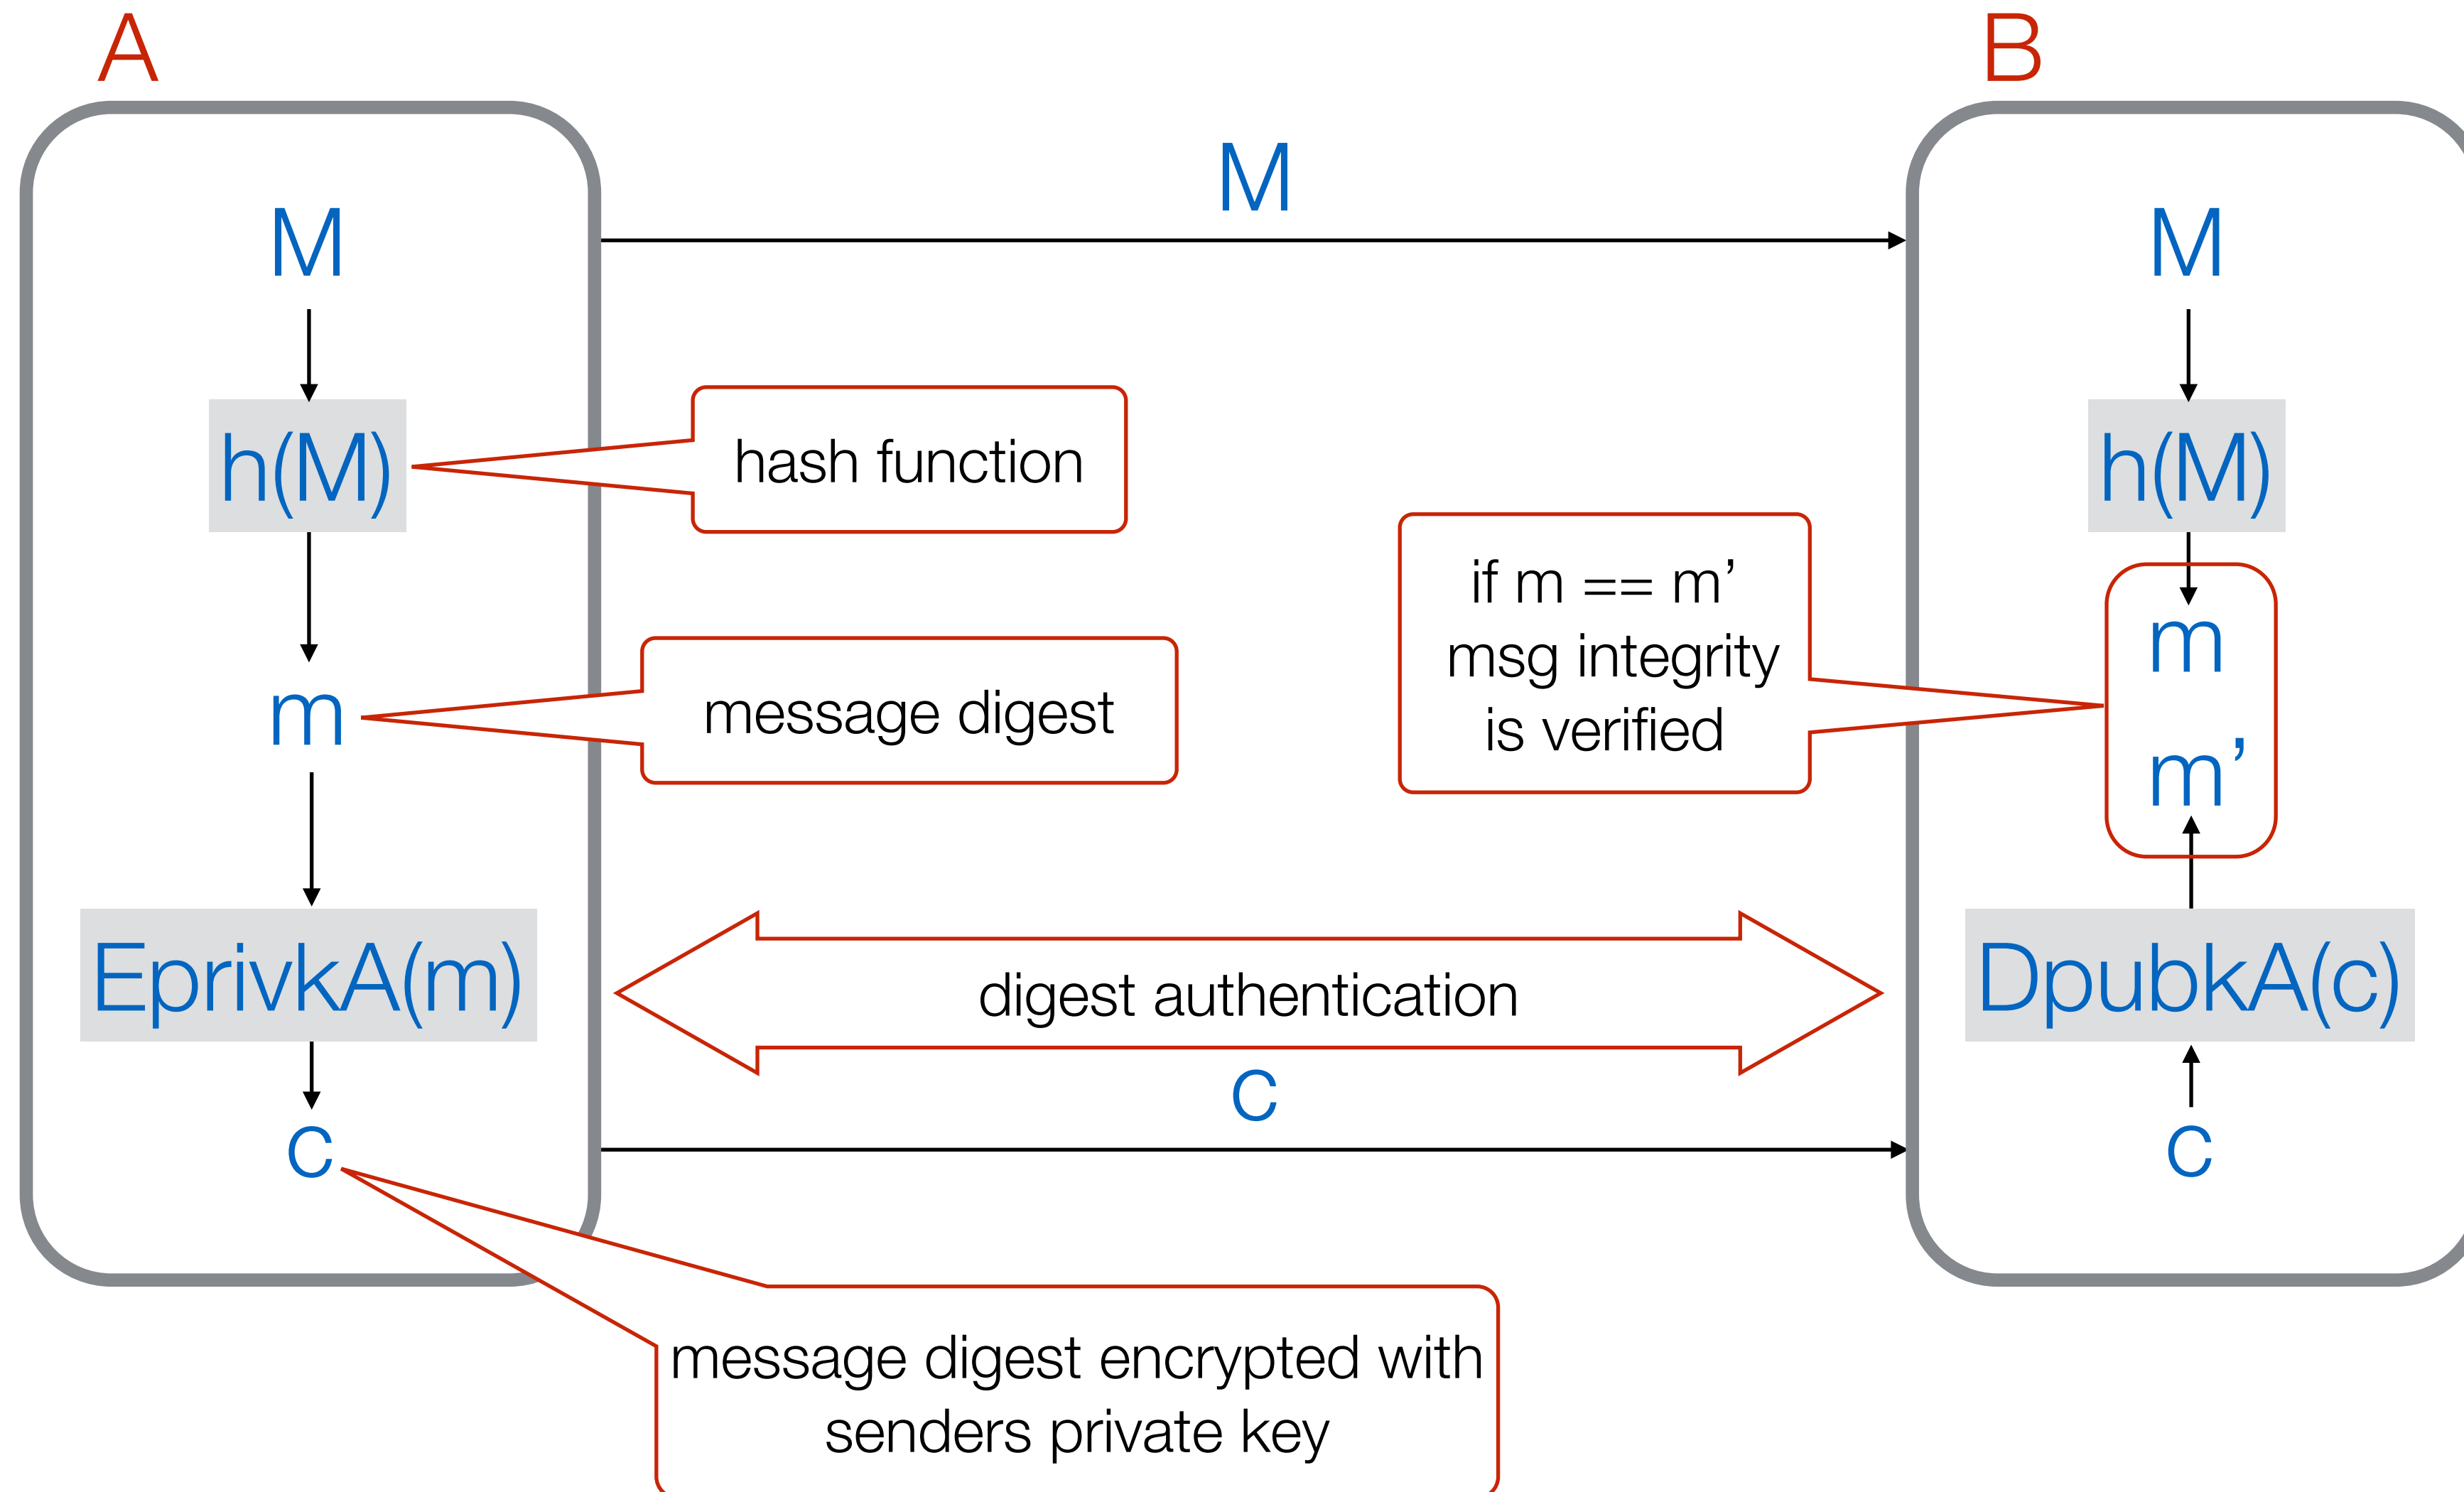 A
B
M
M
M
h(M)
hash function
h(M)
if m == m’
msg integrity
is verified
m
message digest
m
m’
EprivkA(m)
digest authentication
DpubkA(c)
c
c
c
message digest encrypted with
senders private key